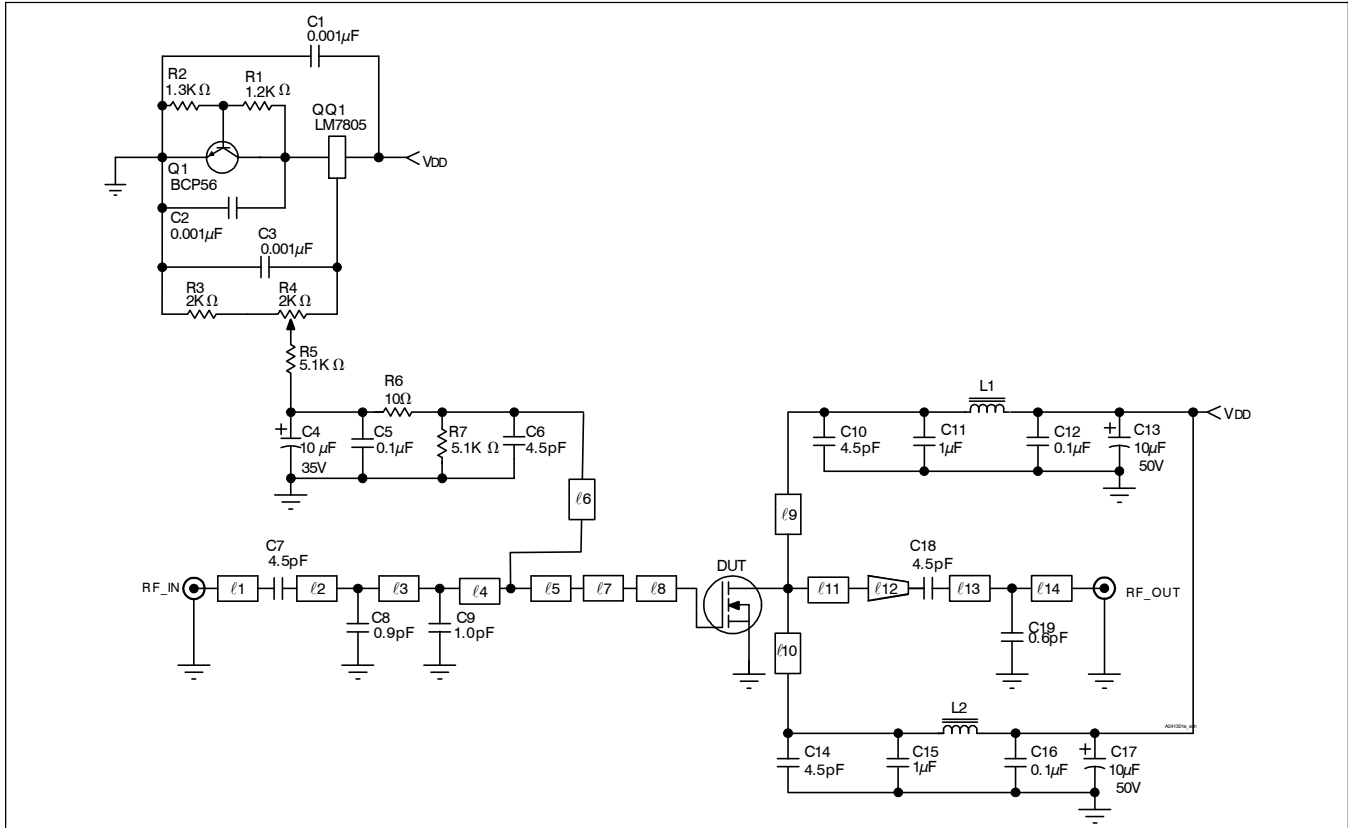 C1
0.001µF
R2
1.3K Ω
R1
1.2K Ω
QQ1
LM7805
VDD
Q1
BCP56
C2
0.001µF
C3
0.001µF
R3
2K Ω
R4
2K Ω
R5
5.1K Ω
R6
10Ω
C4
10 µF
35V
C5
0.1µF
R7
5.1K Ω
C6
4.5pF
L1
VDD
C10
4.5pF
C11
1µF
C12
0.1µF
C13
10µF
50V
ℓ6
ℓ9
C7
4.5pF
C18
4.5pF
DUT
RF_IN
ℓ1
ℓ2
ℓ3
ℓ4
ℓ5
ℓ7
ℓ8
ℓ11
ℓ12
ℓ13
ℓ14
RF_OUT
C8
0.9pF
C9
1.0pF
C19
0.6pF
ℓ10
L2
C14
4.5pF
C15
1µF
C16
0.1µF
C17
10µF
50V